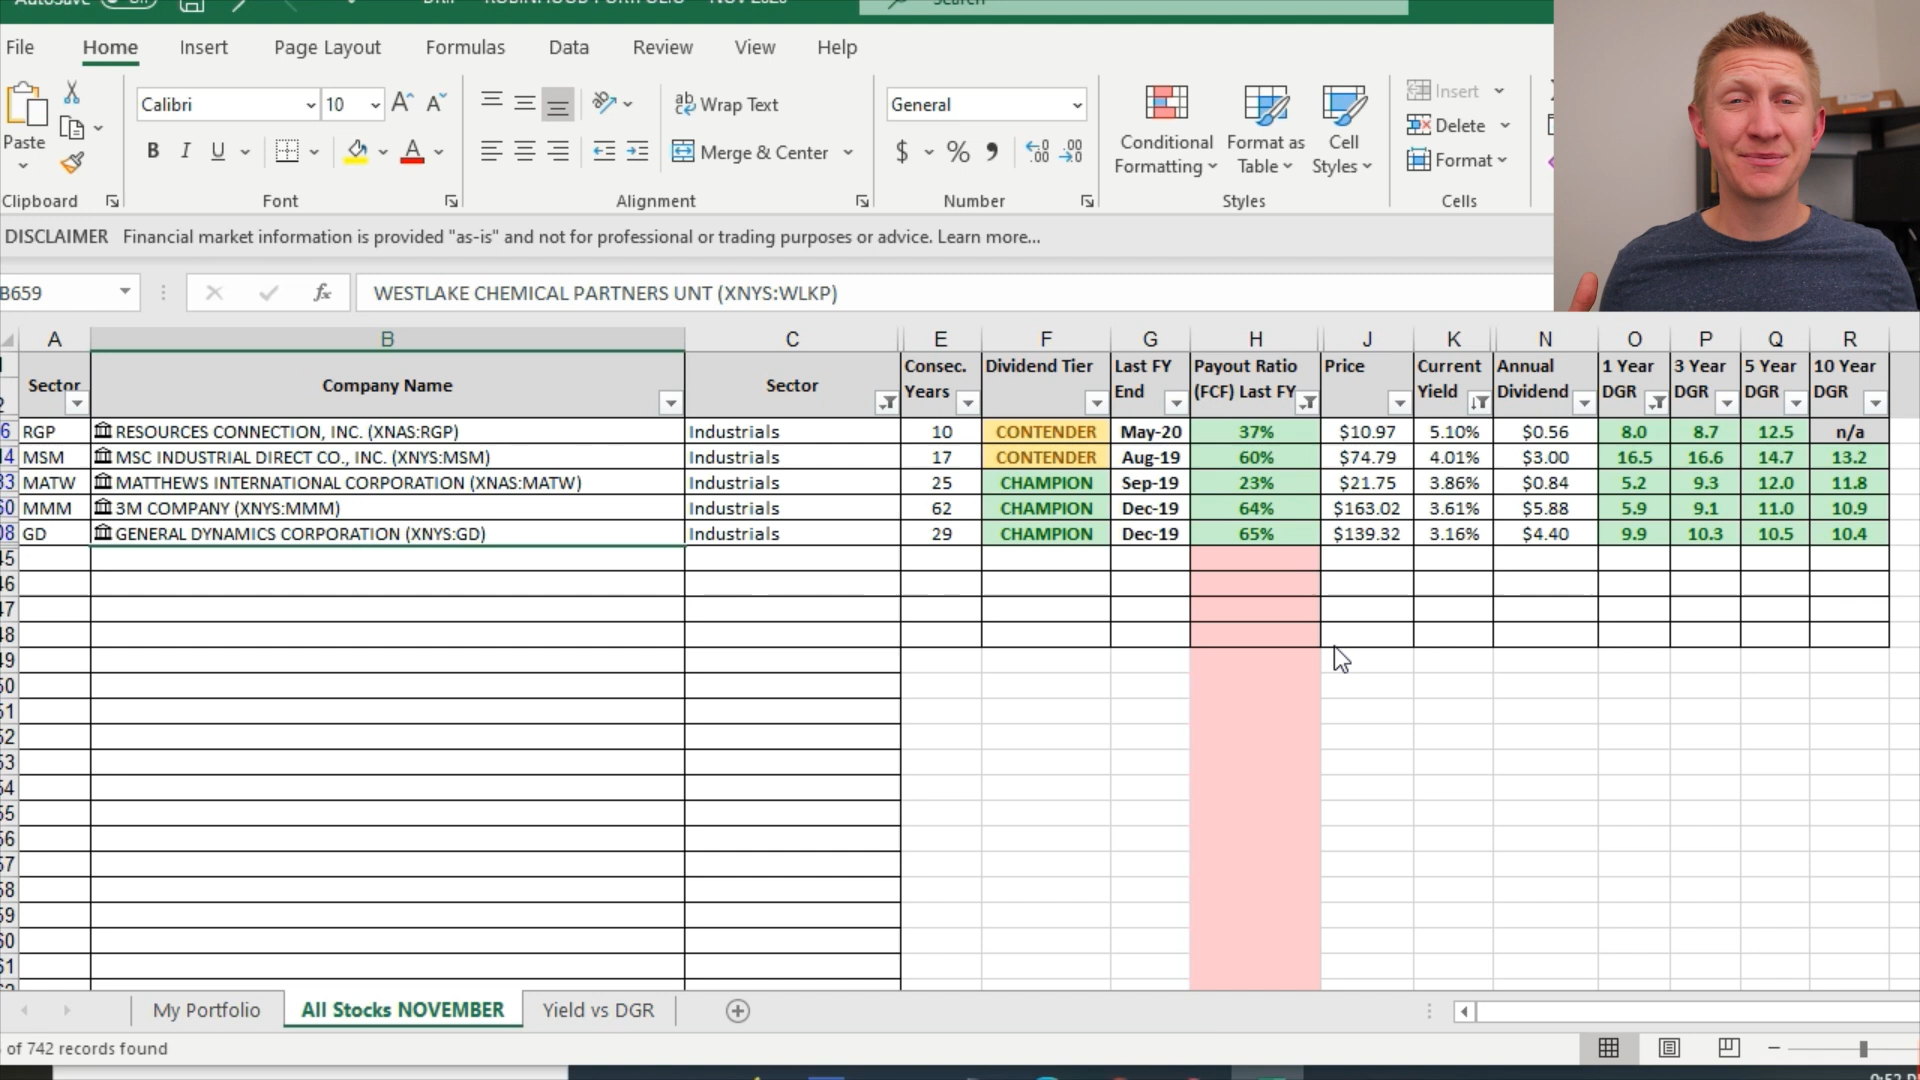 File Home Insert Page Layout Formulas Data Review View Help
Calibri 10 Wrap Text General Insert
Paste Conditional Format as Cell Delete
B I U Merge & Center $ % Formatting Table Styles Format
Clipboard Font Alignment Number Styles Cells
DISCLAIMER Financial market information is provided "as-is" and not for professional or trading purposes or advice. Learn more...
B659 fx WESTLAKE CHEMICAL PARTNERS UNT (XNYS:WLKP)
A B C E F G H J K N O P Q R
Sector Company Name Sector Consec. Years Dividend Tier Last FY End Payout Ratio (FCF) Last FY Price Current Yield Annual Dividend 1 Year DGR 3 Year DGR 5 Year DGR 10 Year DGR
RGP RESOURCES CONNECTION, INC. (XNAS:RGP) Industrials 10 CONTENDER May-20 37% $10.97 5.10% $0.56 8.0 8.7 12.5 n/a
MSM MSC INDUSTRIAL DIRECT CO., INC. (XNYS:MSM) Industrials 17 CONTENDER Aug-19 60% $74.79 4.01% $3.00 16.5 16.6 14.7 13.2
MATW MATTHEWS INTERNATIONAL CORPORATION (XNAS:MATW) Industrials 25 CHAMPION Sep-19 23% $21.75 3.86% $0.84 5.2 9.3 12.0 11.8
MMM 3M COMPANY (XNYS:MMM) Industrials 62 CHAMPION Dec-19 64% $163.02 3.61% $5.88 5.9 9.1 11.0 10.9
GD GENERAL DYNAMICS CORPORATION (XNYS:GD) Industrials 29 CHAMPION Dec-19 65% $139.32 3.16% $4.40 9.9 10.3 10.5 10.4
My Portfolio All Stocks NOVEMBER Yield vs DGR
of 742 records found